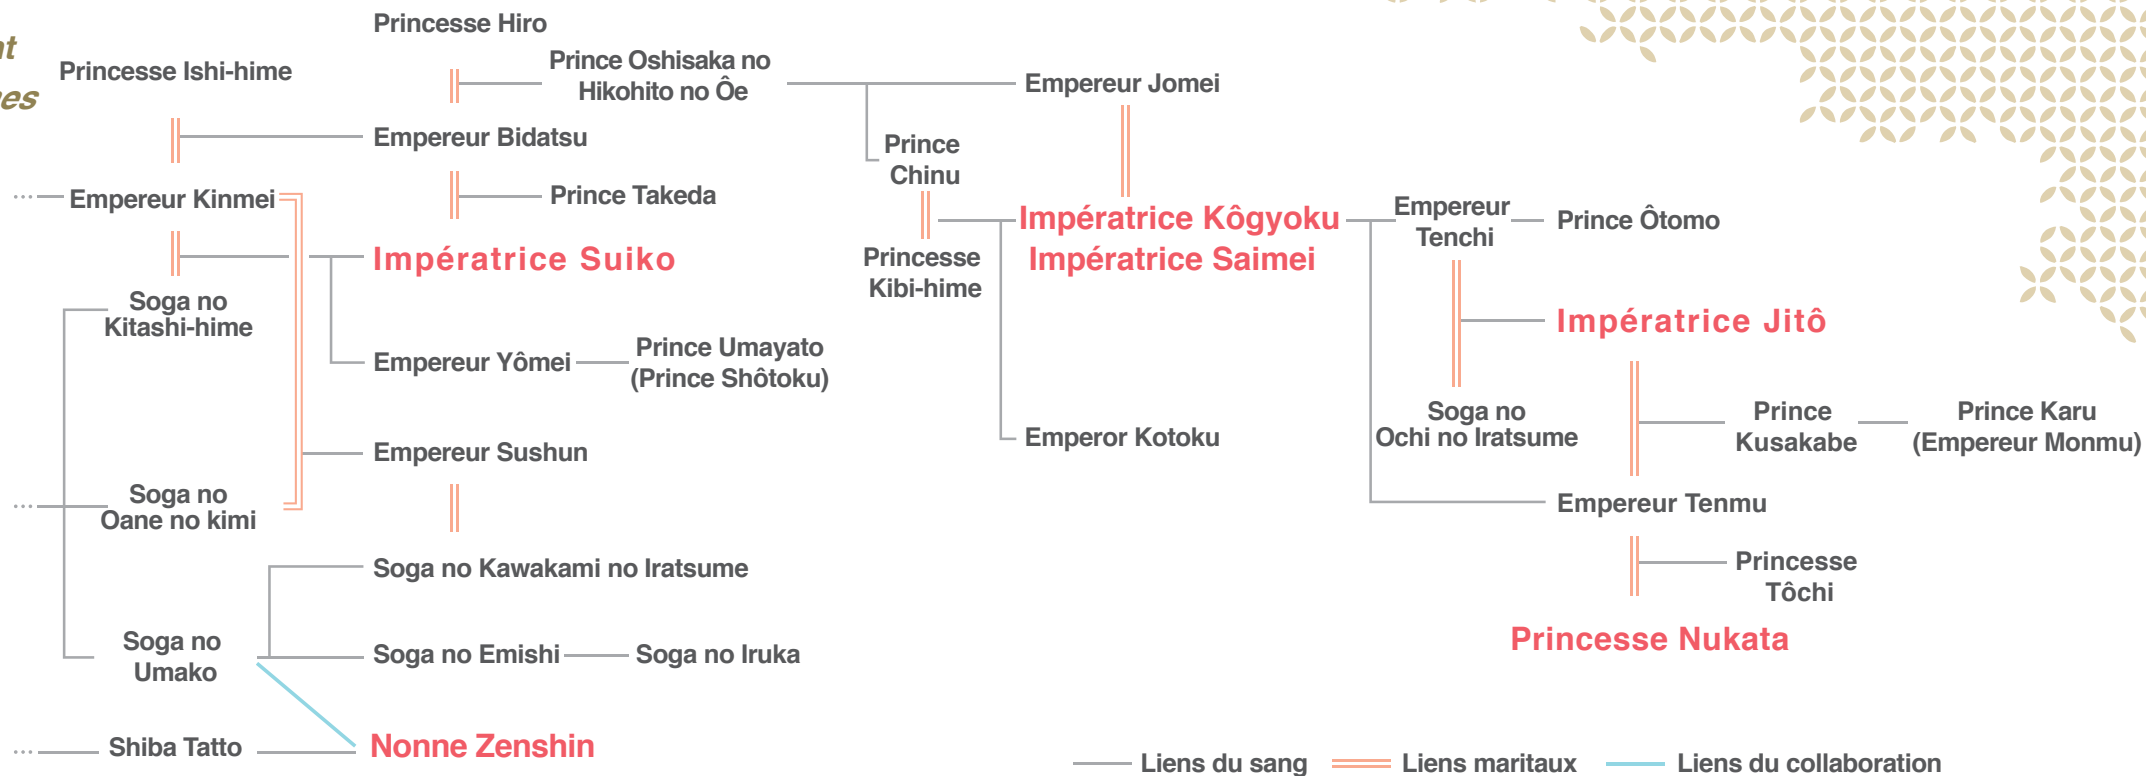 Princesse Hiro
Princesse Ishi-hime
Prince Oshisaka no
Hikohito no Ôe
Empereur Jomei
Empereur Bidatsu
Prince
Chinu
Empereur Kinmei
Prince Takeda
Impératrice Kôgyoku
Impératrice Saimei
Empereur
Tenchi
Prince Ôtomo
Impératrice Suiko
Princesse
Kibi-hime
Soga no
Kitashi-hime
Impératrice Jitô
Empereur Yômei
Prince Umayato
(Prince Shôtoku)
Soga no
Ochi no Iratsume
Prince
Kusakabe
Prince Karu
(Empereur Monmu)
Empereur Sushun
Emperor Kotoku
Soga no
Oane no kimi
Empereur Tenmu
Soga no Kawakami no Iratsume
Princesse
Tôchi
Soga no
Umako
Soga no Emishi
Soga no Iruka
Princesse Nukata
Shiba Tatto
Nonne Zenshin
Liens du sang
Liens maritaux
Liens du collaboration